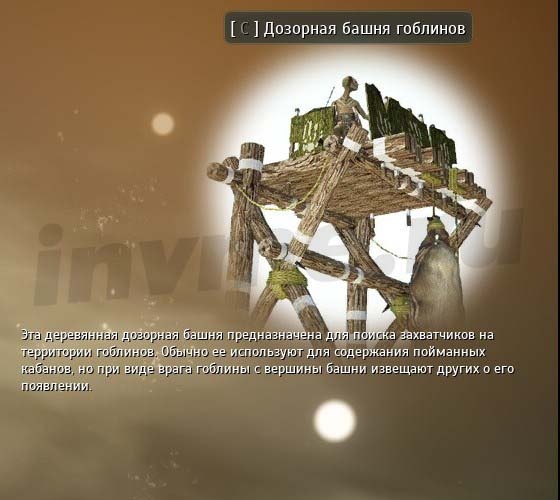 [ C ] Дозорная башня гоблинов
Эта деревянная дозорная башня предназначена для поиска захватчиков на
территории гоблинов. Обычно ее используют для содержания пойманных
кабанов, но при виде врага гоблины с вершины башни извещают других о его
появлении.